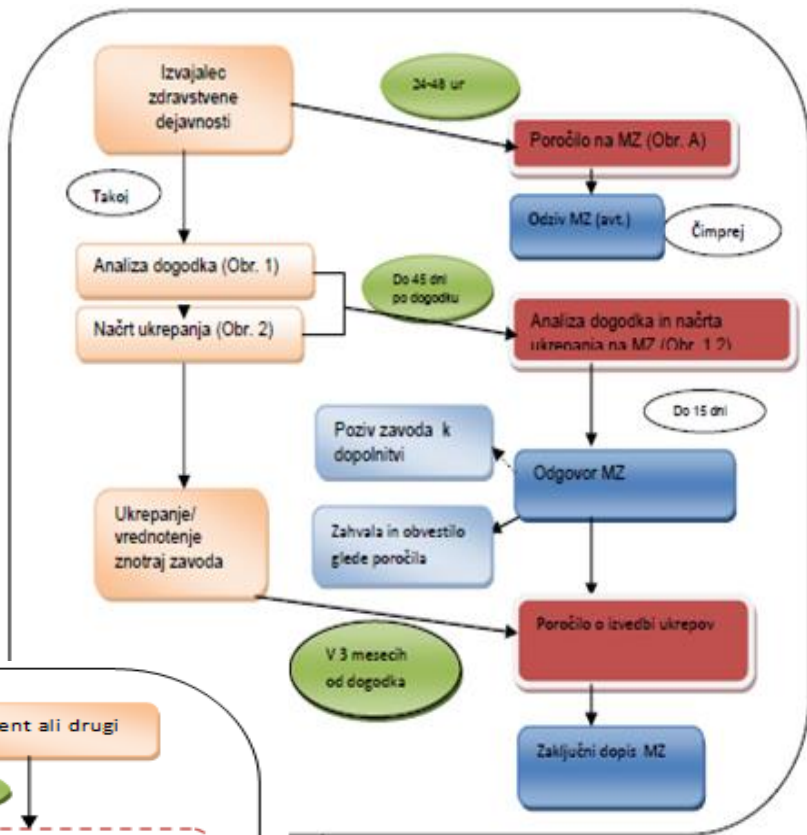 Izvajalec
zdravstvene
dejavnosti
24-48 ur
Poročilo na MZ (Obr. A)
Takoj
Odziv MZ (avt.)
Čimprej
Analiza dogodka (Obr. 1)
Do 45 dni
po dogodku
Načrt ukrepanja (Obr. 2)
Analiza dogodka in načrta
ukrepanja na MZ (Obr. 1,2)
Do 15 dni
Poziv zavoda k
dopolnitvi
Odgovor MZ
Ukrepanje/
vrednotenje
znotraj zavoda
Zahvala in obvestilo
glede poročila
Poročilo o izvedbi ukrepov
V 3 mesecih
od dogodka
ent ali drugi
Zaključni dopis MZ